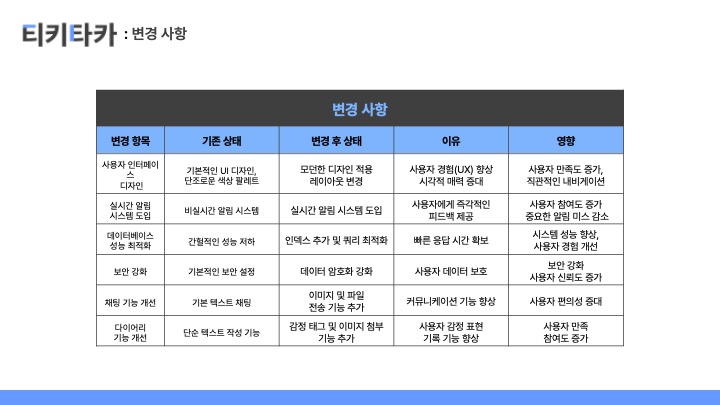 티키타카 : 변경 사항
변경 사항
변경 항목 기존 상태 변경 후 상태 이유 영향
사용자 인터페이
스
디자인
기본적인 UI 디자인,
단조로운 색상 팔레트
모던한 디자인 적용
레이아웃 변경
사용자 경험(UX) 향상
시각적 매력 증대
사용자 만족도 증가,
직관적인 내비게이션
실시간 알림
시스템 도입
비실시간 알림 시스템
실시간 알림 시스템 도입
사용자에게 즉각적인
피드백 제공
사용자 참여도 증가
중요한 알림 미스 감소
데이터베이스
성능 최적화
간헐적인 성능 저하
인덱스 추가 및 쿼리 최적화
빠른 응답 시간 확보
시스템 성능 향상,
사용자 경험 개선
보안 강화
기본적인 보안 설정
데이터 암호화 강화
사용자 데이터 보호
보안 강화
사용자 신뢰도 증가
채팅 기능 개선
기본 텍스트 채팅
이미지 및 파일
전송 기능 추가
커뮤니케이션 기능 향상
사용자 편의성 증대
다이어리
기능 개선
단순 텍스트 작성 기능
감정 태그 및 이미지 첨부
기능 추가
사용자 감정 표현
기록 기능 향상
사용자 만족
참여도 증가